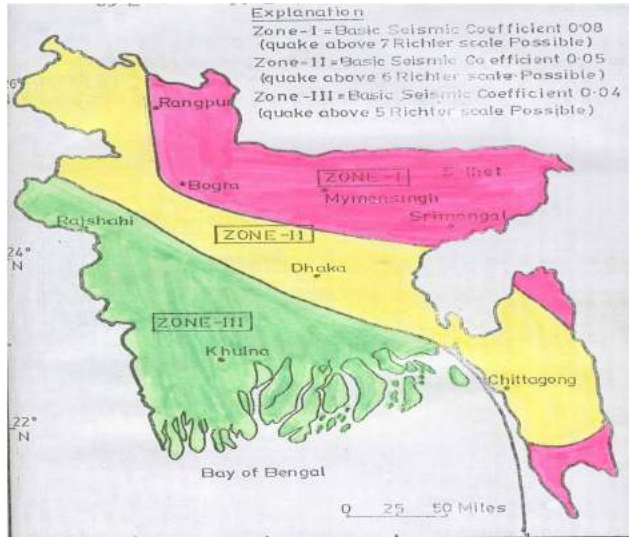 Explanation
Zone-I = Basic Seismic Coefficient 0·08
(quake above 7 Richter scale Possible)
Zone-II = Basic Seismic Coefficient 0·05
(quake above 6 Richter scale Possible)
Zone-III = Basic Seismic Coefficient 0·04
(quake above 5 Richter scale Possible)
Rangpur
ZONE-I
Bogra
Mymensingh
Srimongal
Rajshahi
ZONE-II
24°
N
Dhaka
ZONE-III
Khulna
Chittagong
22°
N
Bay of Bengal
0 25 50 Miles